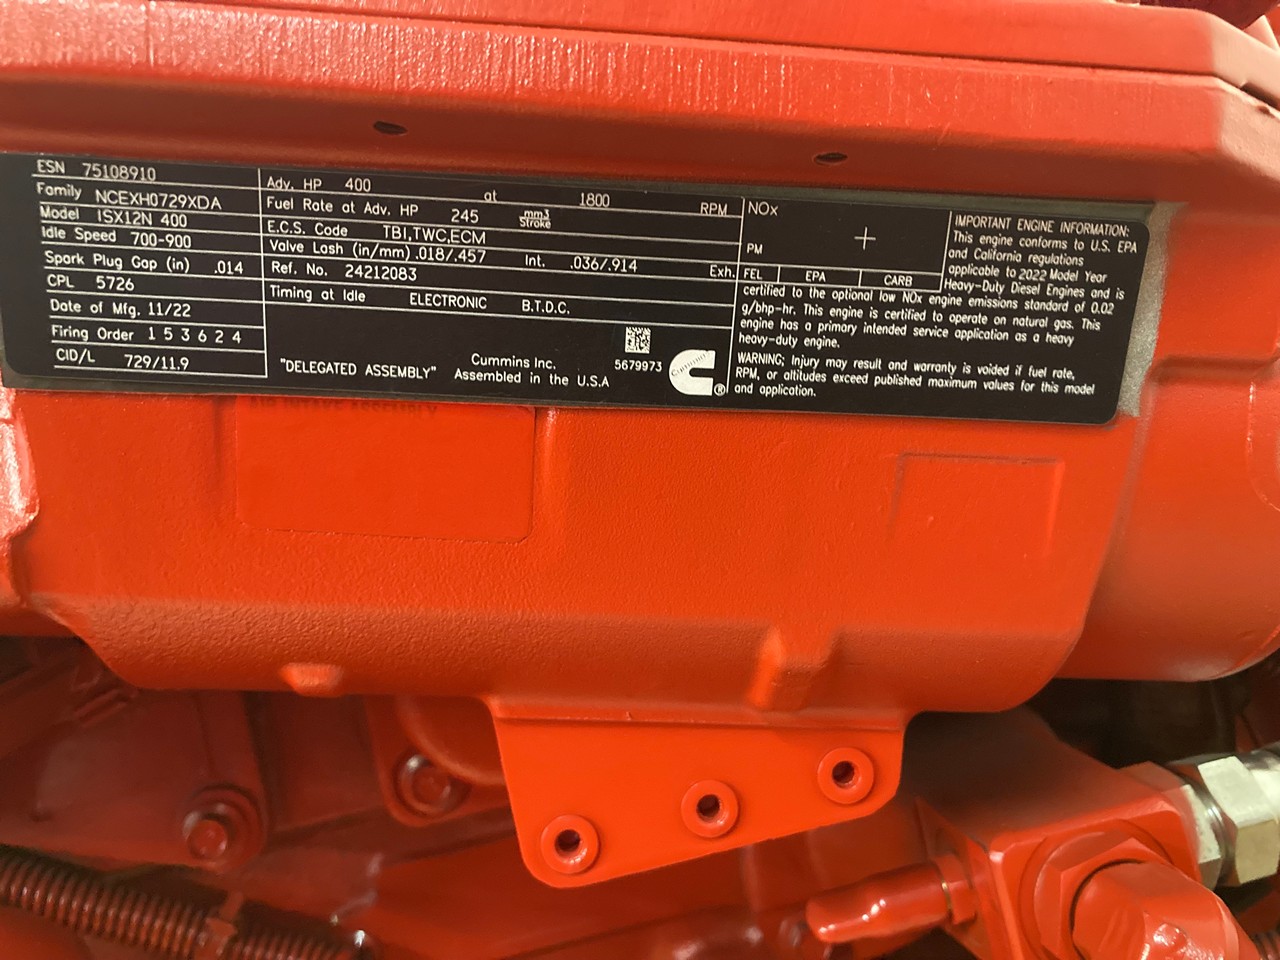 ESN 75108910
Family NCEXH0729XDA
Model ISX12N 400
Idle Speed 700-900
Spark Plug Gap (in) .014
CPL 5726
Date of Mfg. 11/22
Firing Order 1 5 3 6 2 4
CID/L 729/11.9
Adv. HP 400 at 1800 RPM
Fuel Rate at Adv. HP 245 mm3 Stroke
E.C.S. Code TBI,TWC,ECM
Valve Lash (in/mm) .018/.457 Int. .036/.914 Exh.
Ref. No. 24212083
Timing at Idle ELECTRONIC B.T.D.C.
"DELEGATED ASSEMBLY"
Cummins Inc.
Assembled in the U.S.A
5679973
Cummins
®
NOx
PM
FEL EPA CARB
IMPORTANT ENGINE INFORMATION:
This engine conforms to U.S. EPA
and California regulations
applicable to 2022 Model Year
Heavy-Duty Diesel Engines and is
certified to the optional low NOx engine emissions standard of 0.02
g/bhp-hr. This engine is certified to operate on natural gas. This
engine has a primary intended service application as a heavy
heavy-duty engine.
WARNING: Injury may result and warranty is voided if fuel rate,
RPM, or altitudes exceed published maximum values for this model
and application.